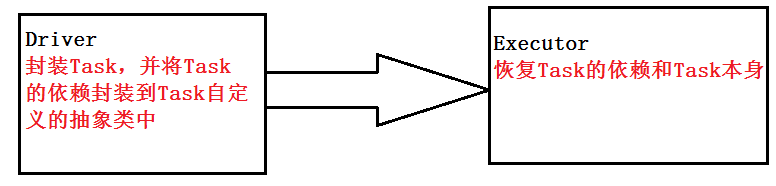 Driver
封装Task，并将Task
的依赖封装到Task自定
义的抽象类中
Executor
恢复Task的依赖和Task本身